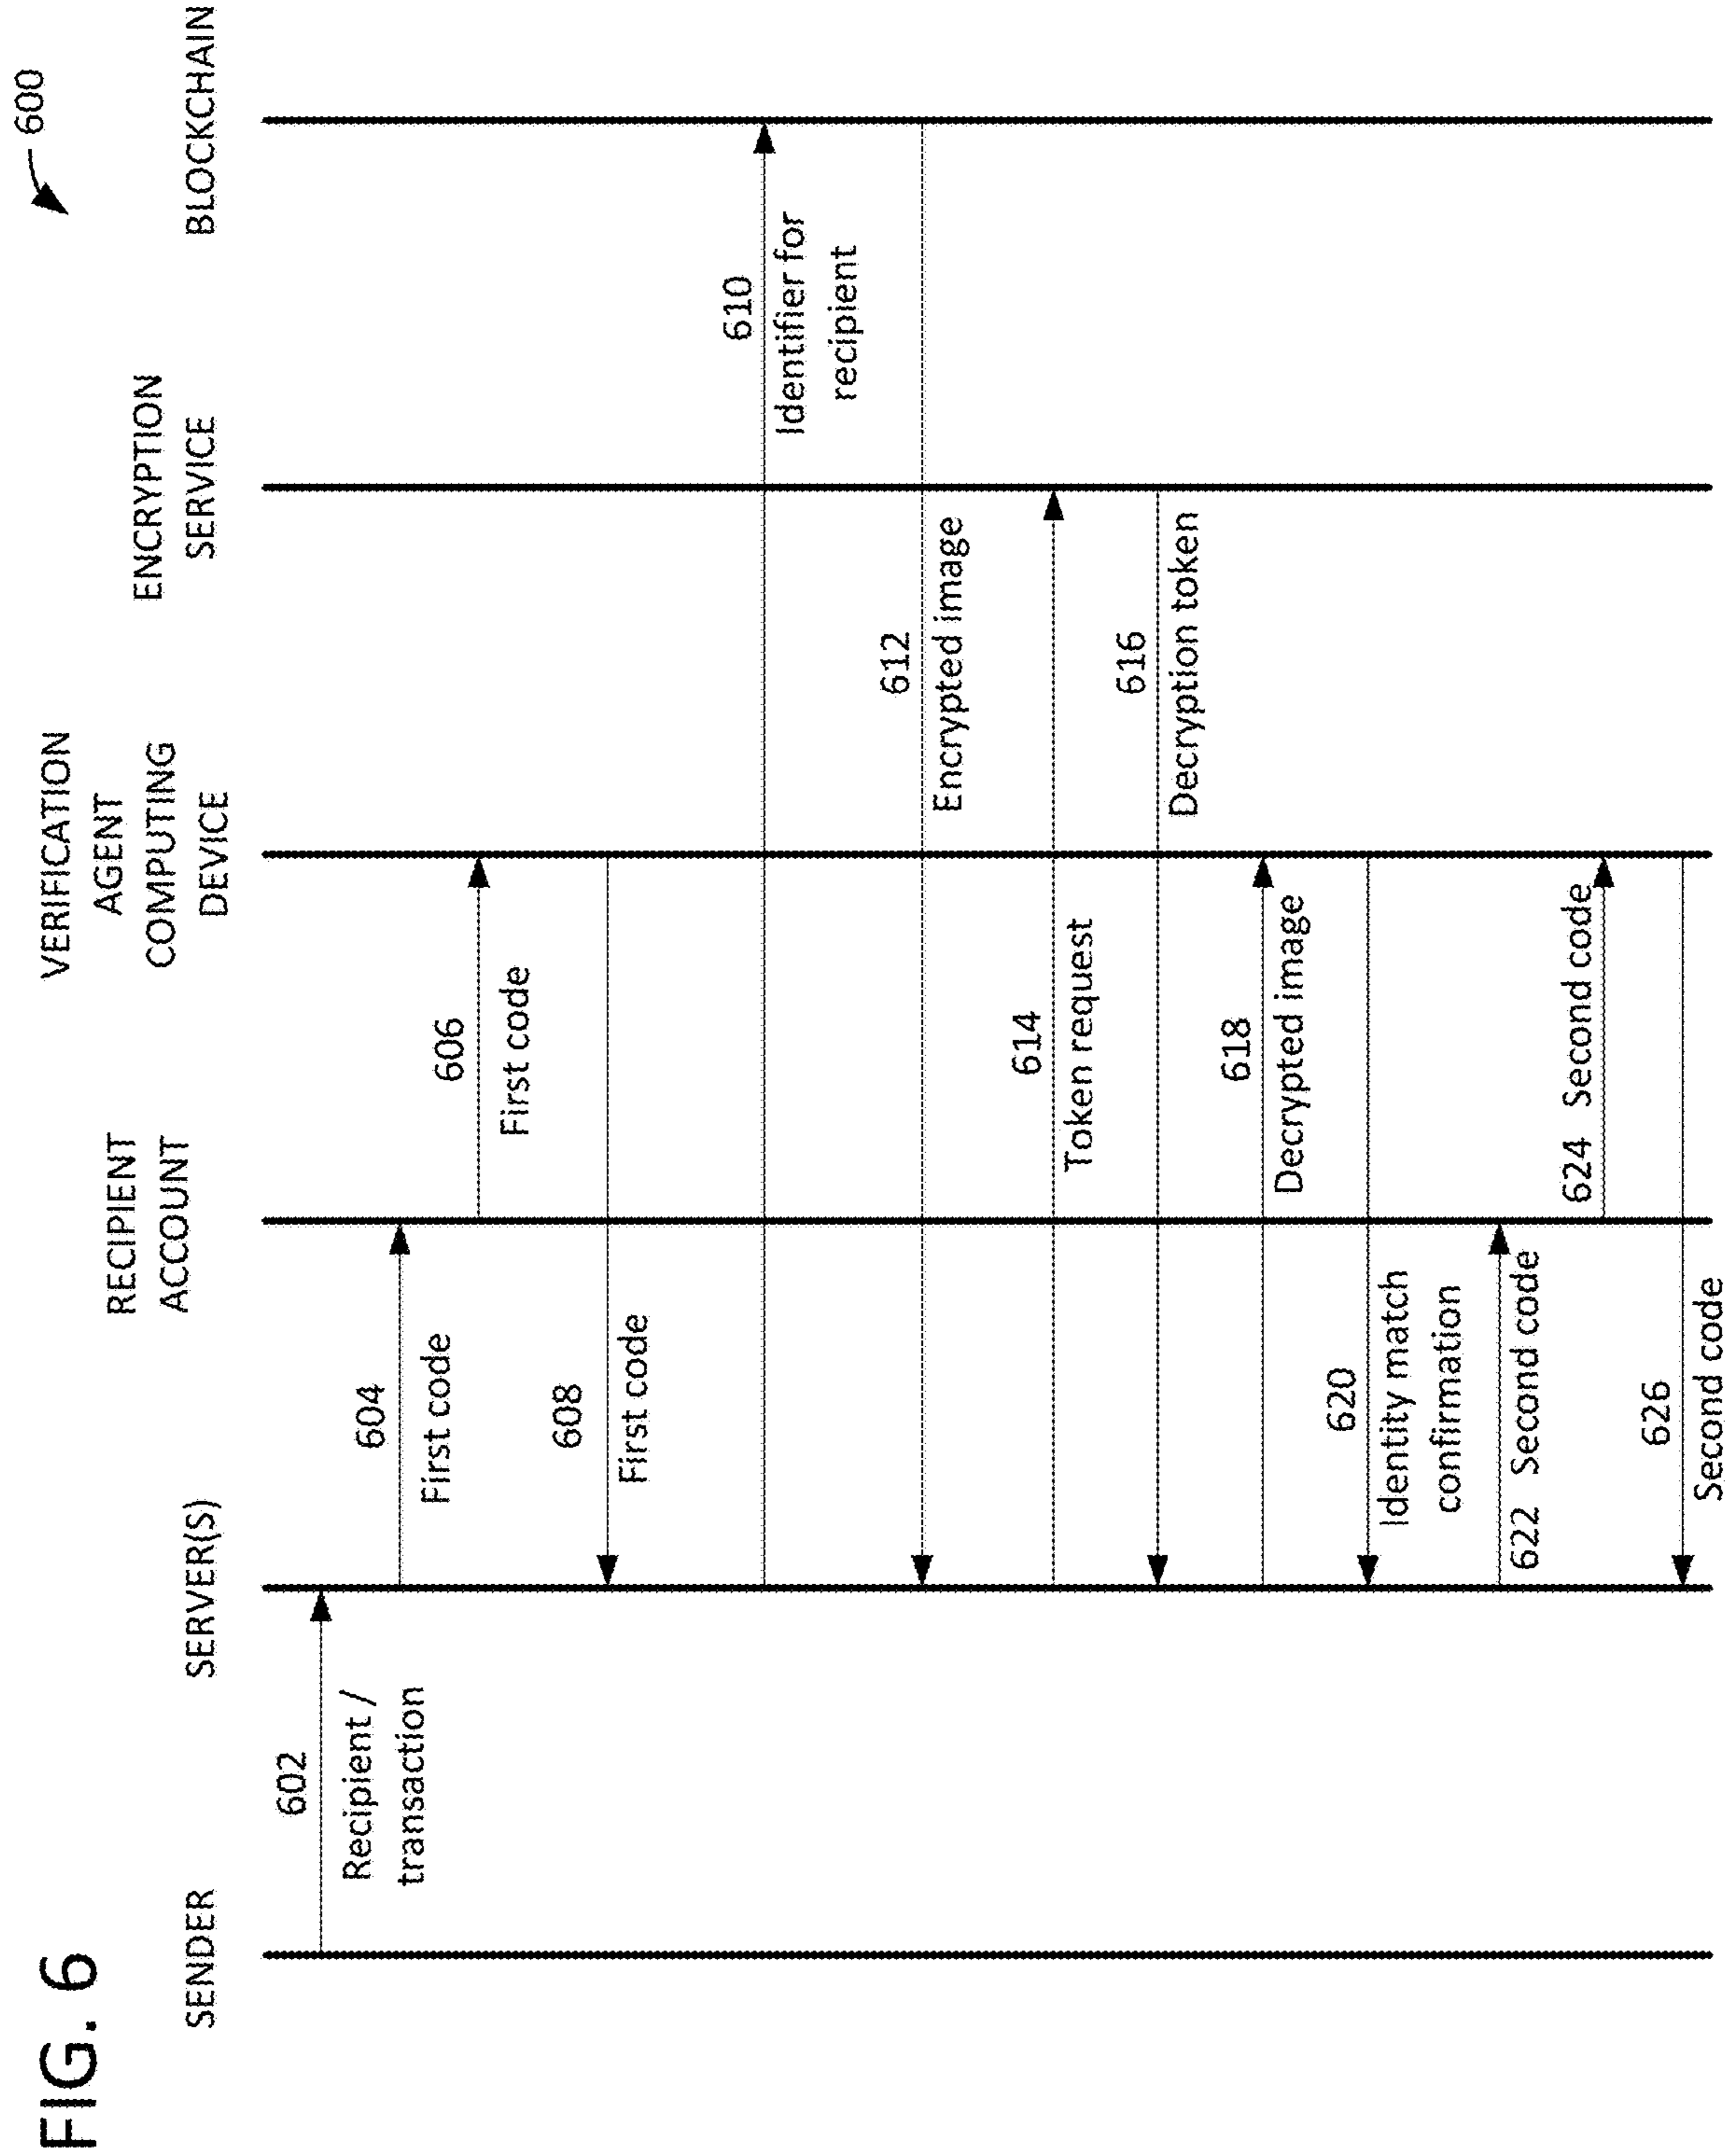 FIG. 6
600
SENDER
SERVER(S)
RECIPIENT
ACCOUNT
VERIFICATION
AGENT
COMPUTING
DEVICE
ENCRYPTION
SERVICE
BLOCKCHAIN
602
Recipient /
transaction
604
First code
606
First code
608
First code
610
Identifier for
recipient
612
Encrypted image
614
Token request
616
Decryption token
618
Decrypted image
620
Identity match
confirmation
622 Second code
624 Second code
626
Second code